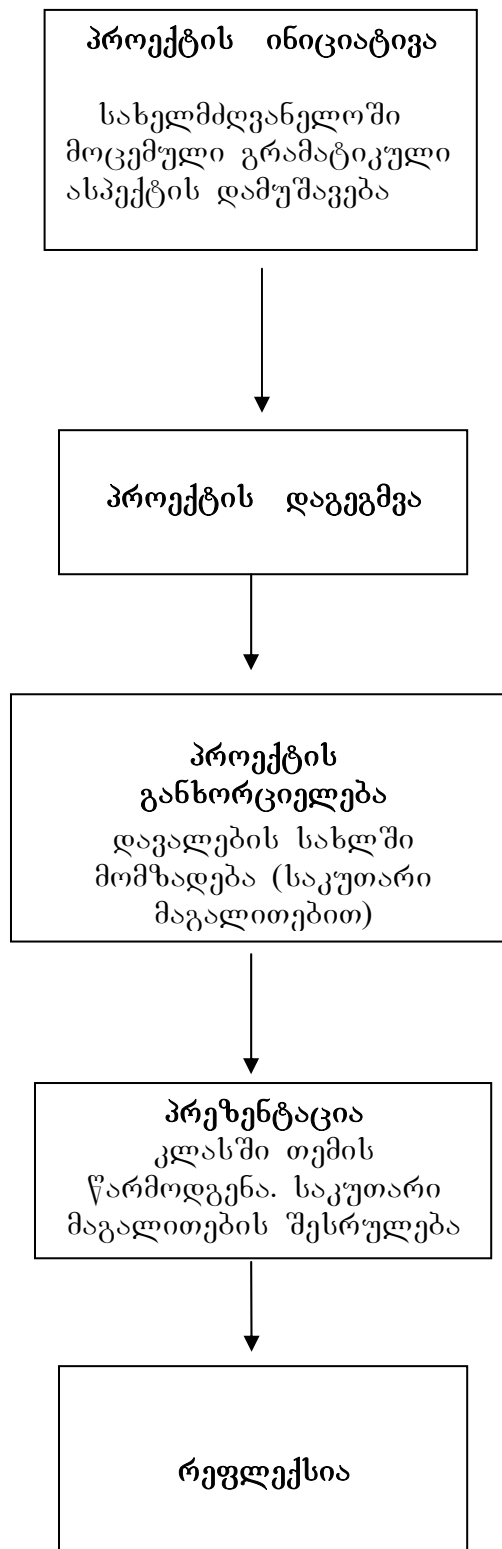 პროექტის ინიციატივა
სახელმძღვანელოში
მოცემული გრამატიკული
ასპექტის დამუშავება
პროექტის დაგეგმვა
პროექტის
განხორციელება
დავალების სახლში
მომზადება (საკუთარი
მაგალითებით)
პრეზენტაცია
კლასში თემის
წარმოდგენა. საკუთარი
მაგალითების შესრულება
რეფლექსია